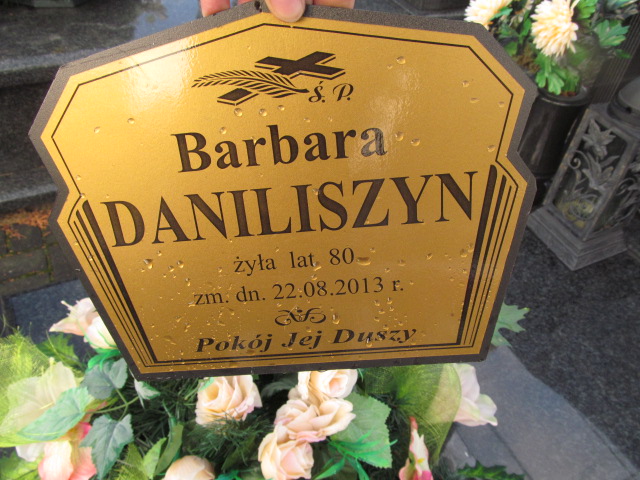 Ś. P.
Barbara
DANILISZYN
żyła lat 80
zm. dn. 22.08.2013 r.
Pokój Jej Duszy